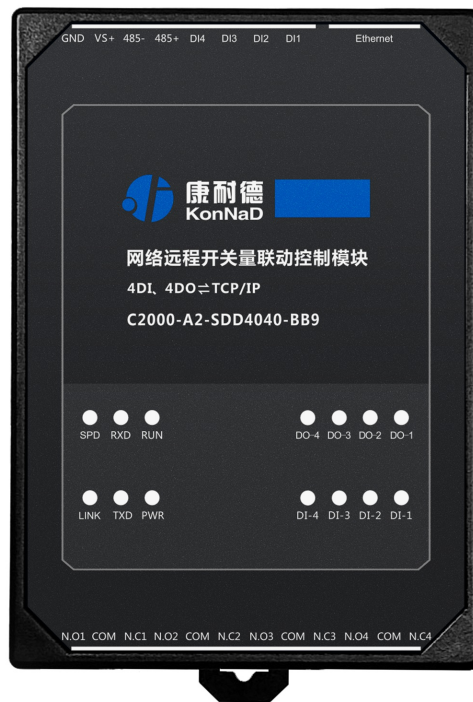 GND VS+ 485- 485+ DI4 DI3 DI2 DI1 Ethernet
康耐德
KonNaD
网络远程开关量联动控制模块
4DI、4DO⇌TCP/IP
C2000-A2-SDD4040-BB9
SPD RXD RUN DO-4 DO-3 DO-2 DO-1
LINK TXD PWR DI-4 DI-3 DI-2 DI-1
N.O1 COM N.C1 N.O2 COM N.C2 N.O3 COM N.C3 N.O4 COM N.C4